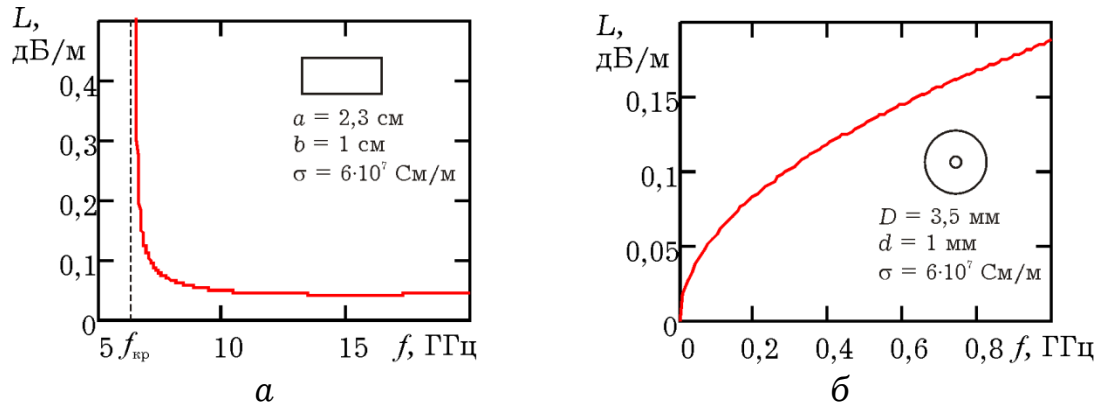 L,
дБ/м
0,4
0,3
0,2
0,1
0
a = 2,3 см
b = 1 см
σ = 6·10⁷ См/м
5 fкр 10 15 f, ГГц
а
L,
дБ/м
0,15
0,1
0,05
0
D = 3,5 мм
d = 1 мм
σ = 6·10⁷ См/м
0 0,2 0,4 0,6 0,8 f, ГГц
б